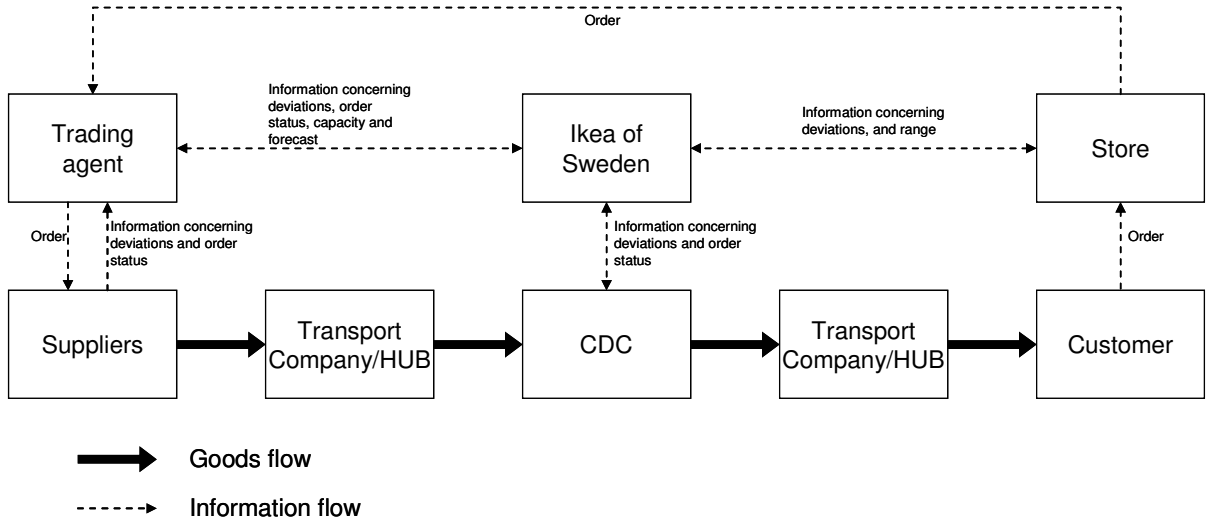 Order
Information concerning
deviations, order
status, capacity and
forecast
Information concerning
deviations, and range
Trading
agent
Ikea of
Sweden
Store
Order
Information concerning
deviations and order
status
Information concerning
deviations and order
status
Order
Suppliers
Transport
Company/HUB
CDC
Transport
Company/HUB
Customer
Goods flow
Information flow